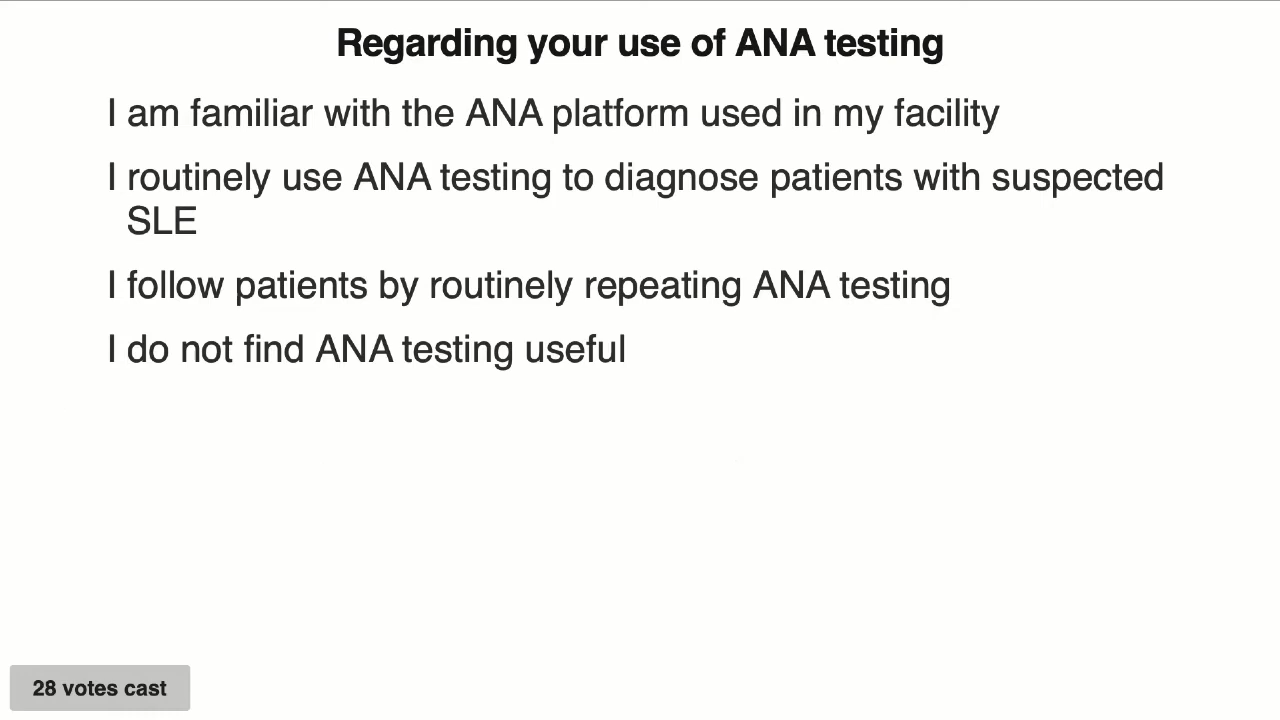 Regarding your use of ANA testing
I am familiar with the ANA platform used in my facility
I routinely use ANA testing to diagnose patients with suspected
SLE
I follow patients by routinely repeating ANA testing
I do not find ANA testing useful
28 votes cast